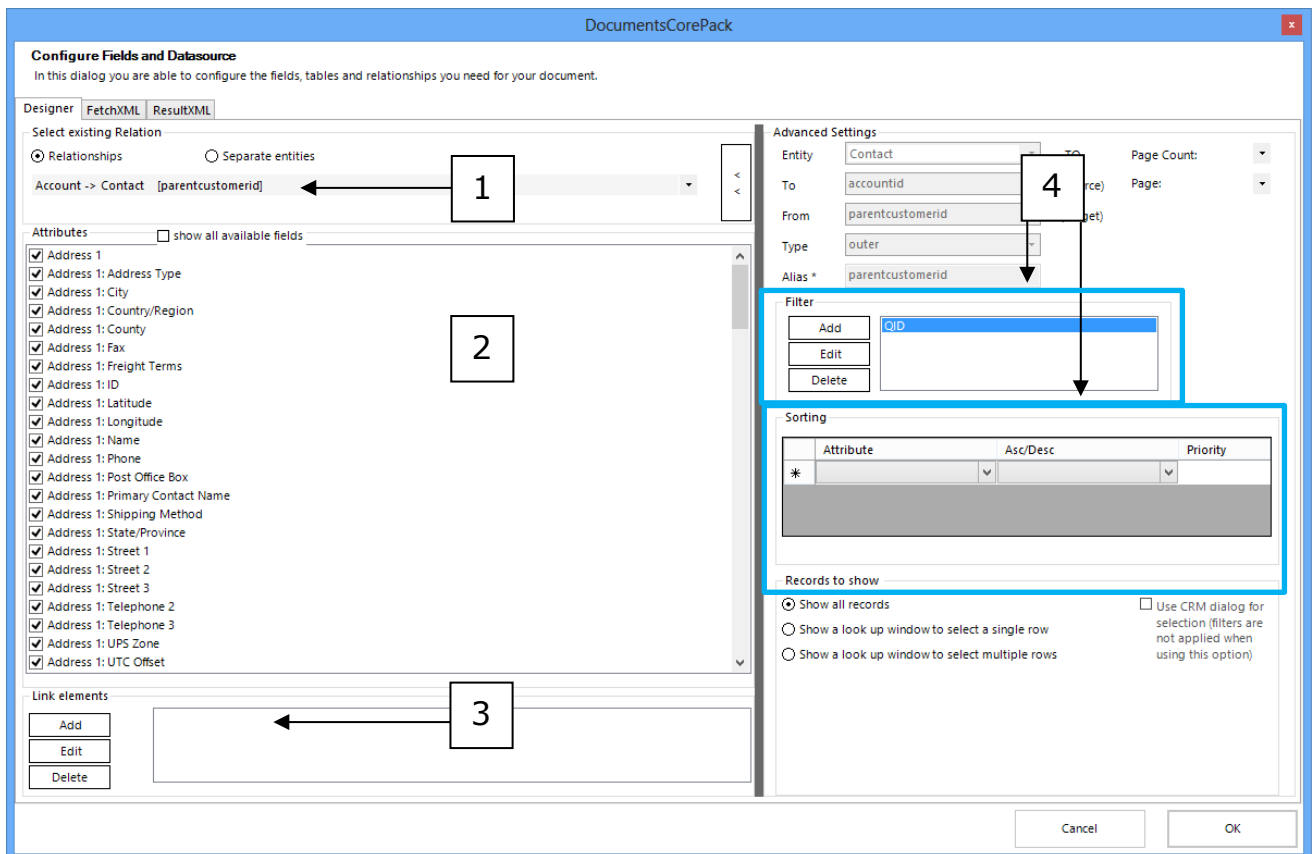 DocumentsCorePack
x
Configure Fields and Datasource
In this dialog you are able to configure the fields, tables and relationships you need for your document.
Designer FetchXML ResultXML
Select existing Relation
Relationships Separate entities
Account -> Contact [parentcustomerid]
1
<
<
Attributes
show all available fields
Address 1
Address 1: Address Type
Address 1: City
Address 1: Country/Region
Address 1: County
Address 1: Fax
Address 1: Freight Terms
Address 1: ID
Address 1: Latitude
Address 1: Longitude
Address 1: Name
Address 1: Phone
Address 1: Post Office Box
Address 1: Primary Contact Name
Address 1: Shipping Method
Address 1: State/Province
Address 1: Street 1
Address 1: Street 2
Address 1: Street 3
Address 1: Telephone 2
Address 1: Telephone 3
Address 1: UPS Zone
Address 1: UTC Offset
2
Link elements
Add
Edit
Delete
3
Advanced Settings
Entity Contact Page Count:
To accountid Page:
From parentcustomerid
Type outer
Alias * parentcustomerid
4
Filter
Add
Edit
Delete
QID
Sorting
Attribute Asc/Desc Priority
*
Records to show
Show all records
Show a look up window to select a single row
Show a look up window to select multiple rows
Use CRM dialog for
selection (filters are
not applied when
using this option)
Cancel OK